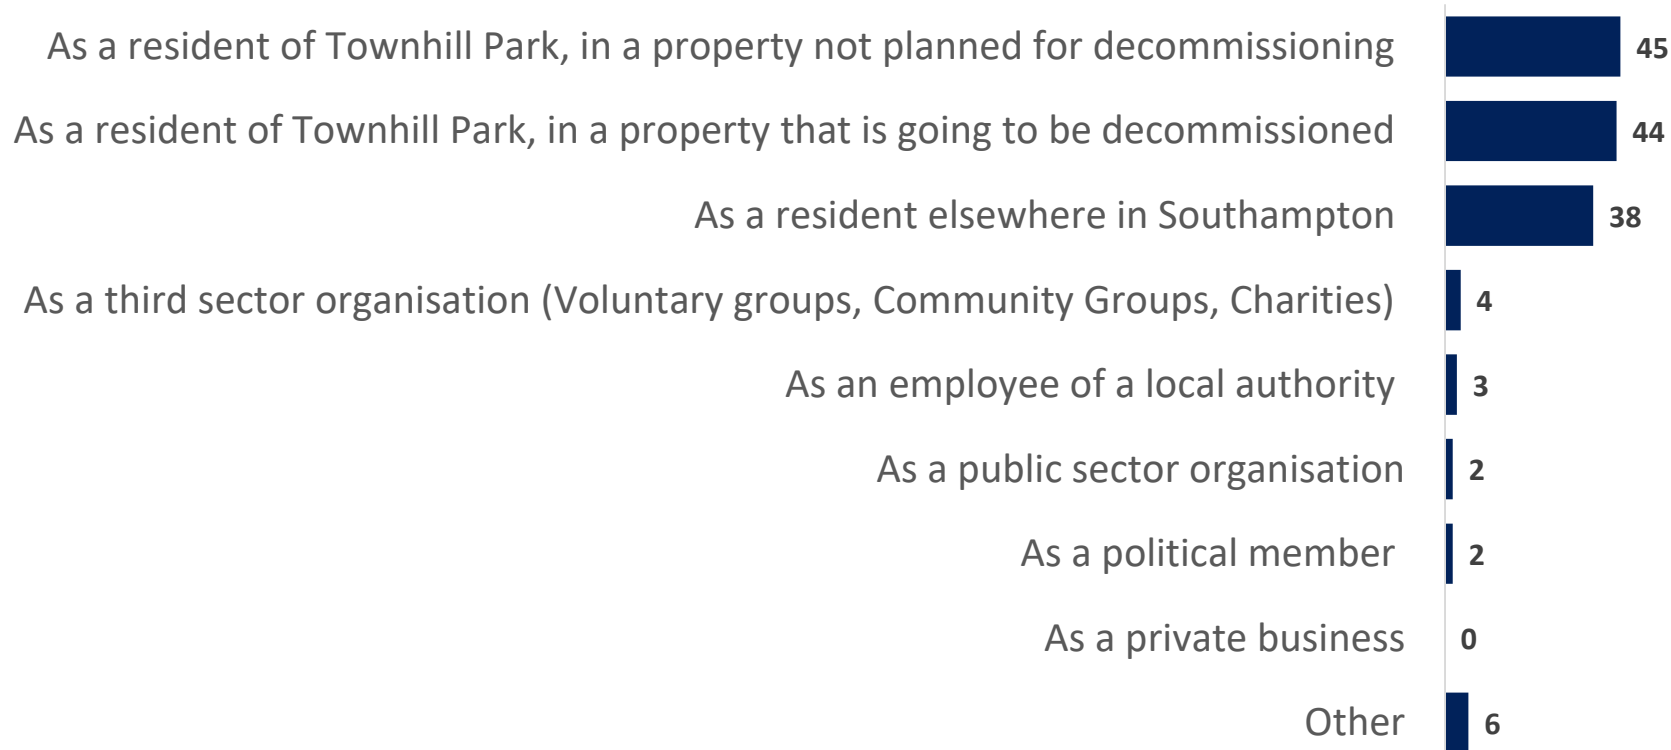 As a resident of Townhill Park, in a property not planned for decommissioning 45
As a resident of Townhill Park, in a property that is going to be decommissioned 44
As a resident elsewhere in Southampton 38
As a third sector organisation (Voluntary groups, Community Groups, Charities) 4
As an employee of a local authority 3
As a public sector organisation 2
As a political member 2
As a private business 0
Other 6